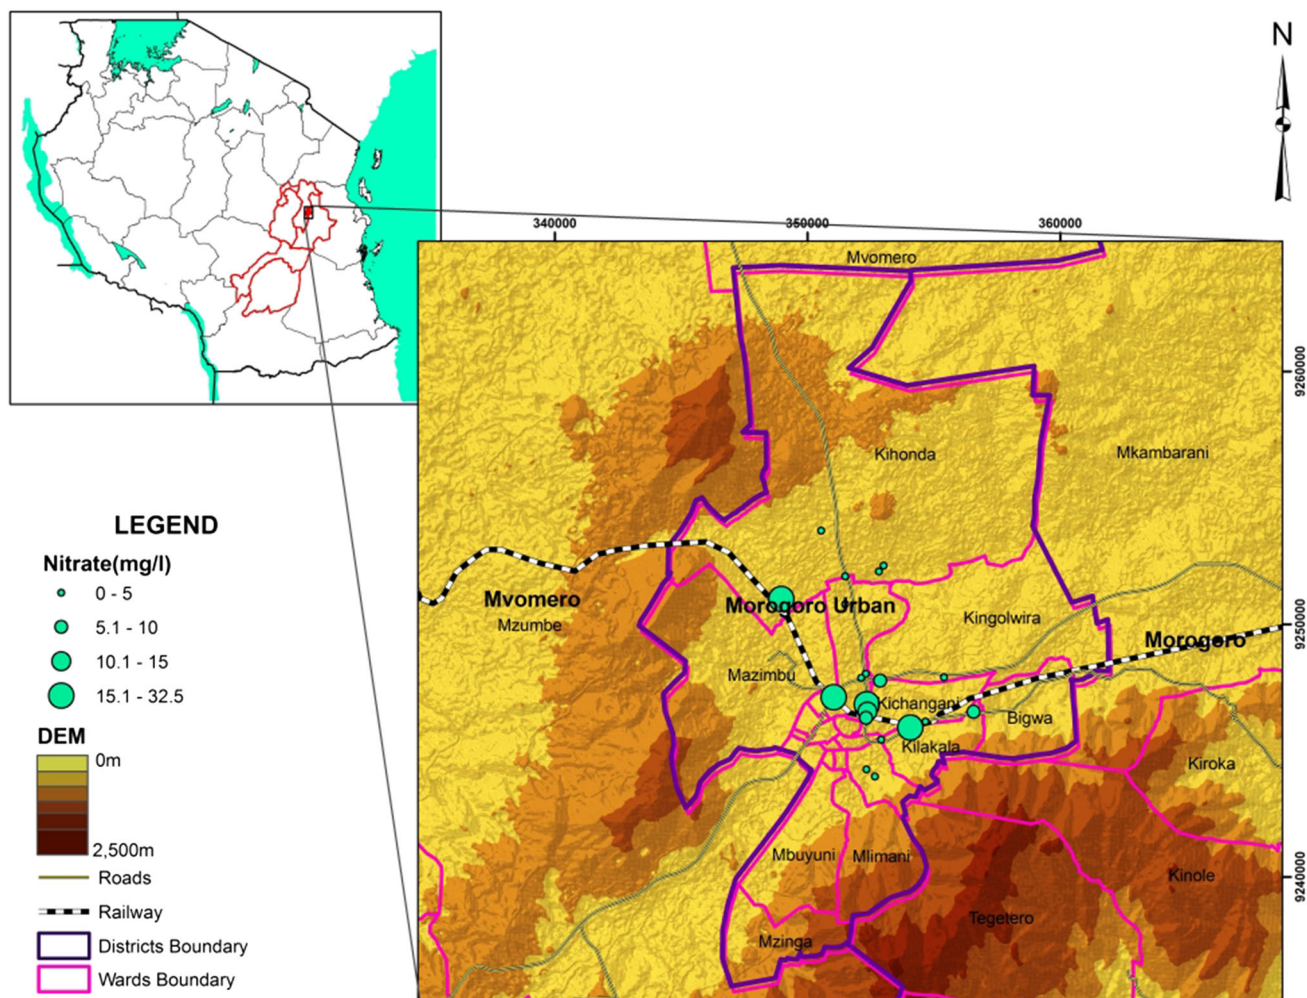 N
340000
350000
360000
Mvomero
9260000
Kihonda
Mkambarani
LEGEND
Nitrate(mg/l)
0 - 5
5.1 - 10
10.1 - 15
15.1 - 32.5
Mvomero
Mzumbe
Morogoro Urban
Kingolwira
9250000
Morogoro
Mazimbu
Kichangani
Bigwa
Kilakala
Kiroka
DEM
0m
2,500m
Mbuyuni
Mlimani
Kinole
9240000
Tegetero
Mzinga
Roads
Railway
Districts Boundary
Wards Boundary